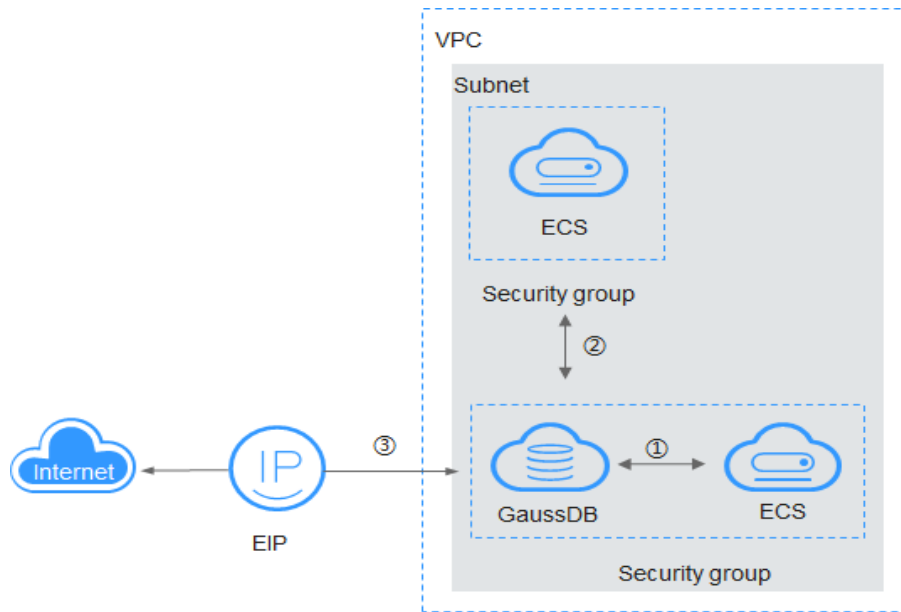 VPC
Subnet
ECS
Security group
②
③
①
Internet
IP
GaussDB
ECS
EIP
Security group